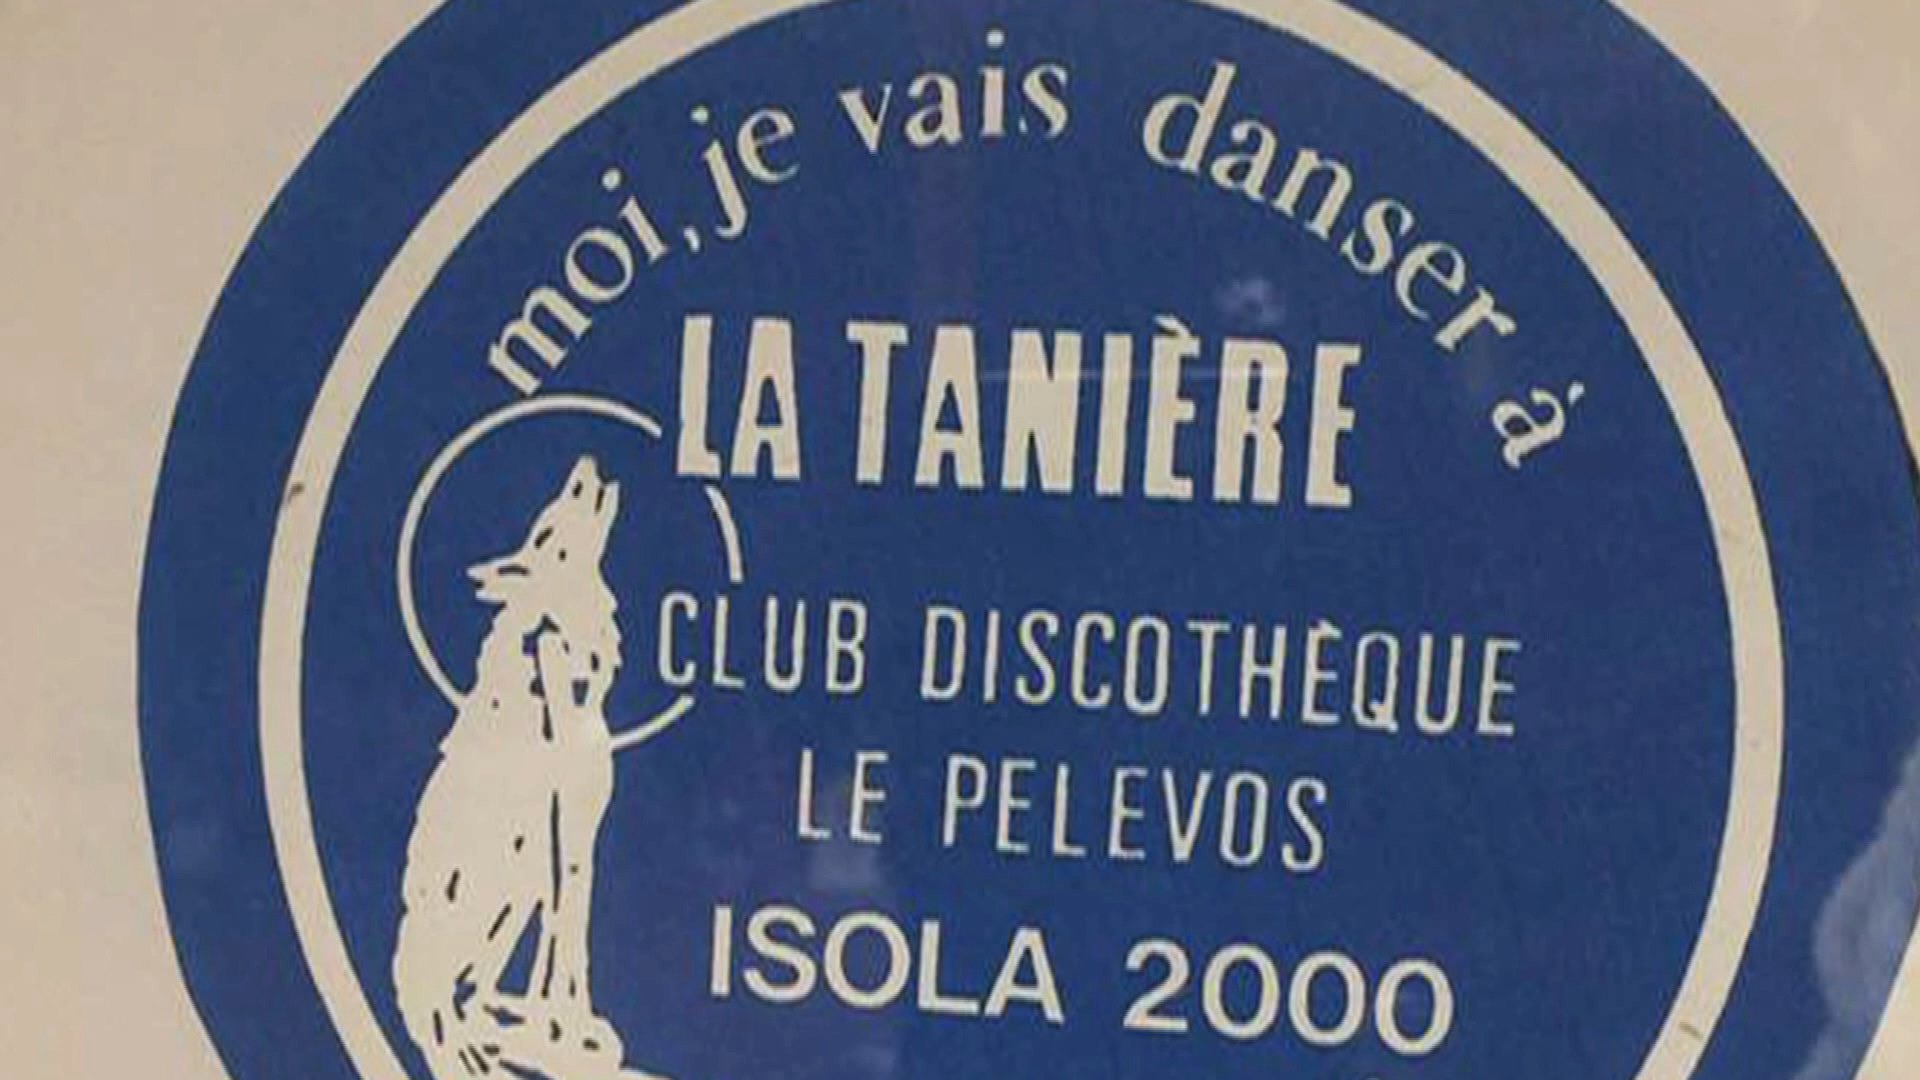 moi, je vais danser à
LA TANIÈRE
CLUB DISCOTHÈQUE
LE PELEVOS
ISOLA 2000